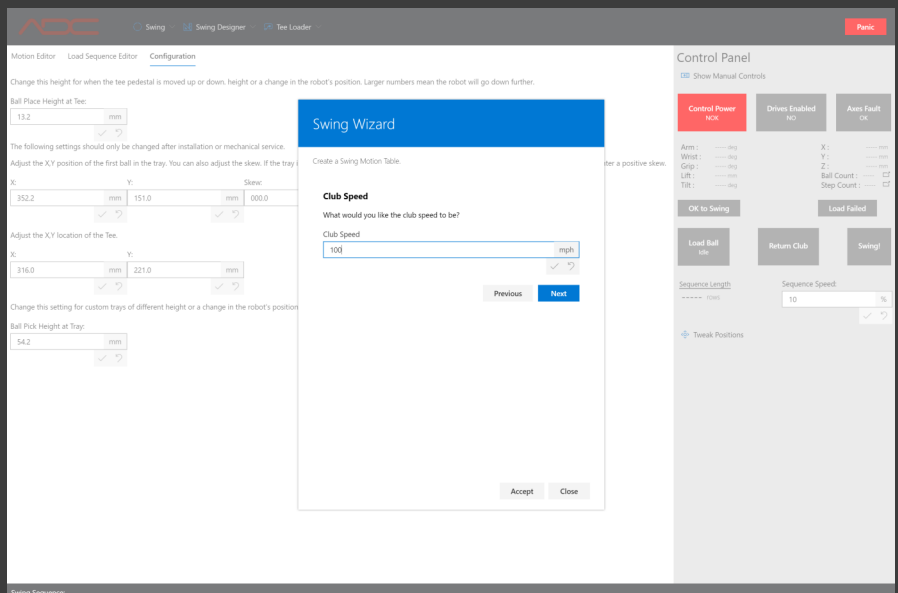 ADC
Swing
Swing Designer
Tee Loader
Panic
Motion Editor
Load Sequence Editor
Configuration
Change this height for when the tee pedestal is moved up or down. height or a change in the robot's position. Larger numbers mean the robot will go down further.
Ball Place Height at Tee:
13.2 mm
The following settings should only be changed after installation or mechanical service.
Adjust the X,Y position of the first ball in the tray. You can also adjust the skew. If the tray i
ter a positive skew.
X: Y: Skew:
352.2 mm 151.0 mm 000.0
Adjust the X,Y location of the Tee.
X: Y:
316.0 mm 221.0 mm
Change this setting for custom trays of different height or a change in the robot's position
Ball Pick Height at Tray:
54.2 mm
Swing Wizard
Create a Swing Motion Table.
Club Speed
What would you like the club speed to be?
Club Speed
100 mph
Previous Next
Accept Close
Control Panel
Show Manual Controls
Control Power
NOK
Drives Enabled
NO
Axes Fault
OK
Arm : -----deg X : -----mm
Wrist : -----deg Y : -----mm
Grip : -----deg Z : -----mm
Lift : -----mm Ball Count : -----
Tilt : -----deg Step Count : -----
OK to Swing Load Failed
Load Ball
Idle
Return Club
Swing!
Sequence Length Sequence Speed:
----- rows 10 %
Tweak Positions
Swing Sequence: